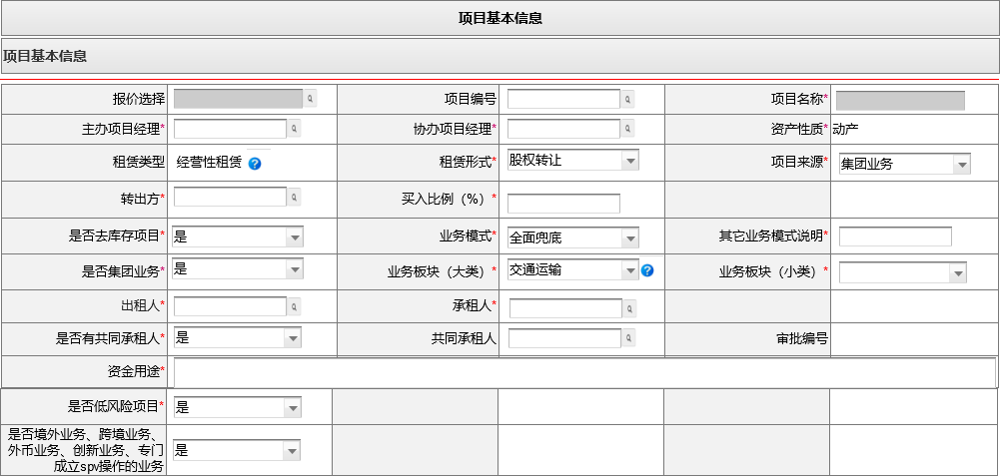 项目基本信息
项目基本信息
报价选择 项目编号 项目名称*
主办项目经理* 协办项目经理* 资产性质* 动产
租赁类型 经营性租赁 ? 租赁形式* 股权转让 项目来源* 集团业务
转出方* 买入比例（%）*
是否去库存项目* 是 业务模式* 全面兜底 其它业务模式说明*
是否集团业务* 是 业务板块（大类）* 交通运输 ? 业务板块（小类）*
出租人* 承租人*
是否有共同承租人* 是 共同承租人 审批编号
资金用途*
是否低风险项目* 是
是否境外业务、跨境业务、
外币业务、创新业务、专门 是
成立spv操作的业务